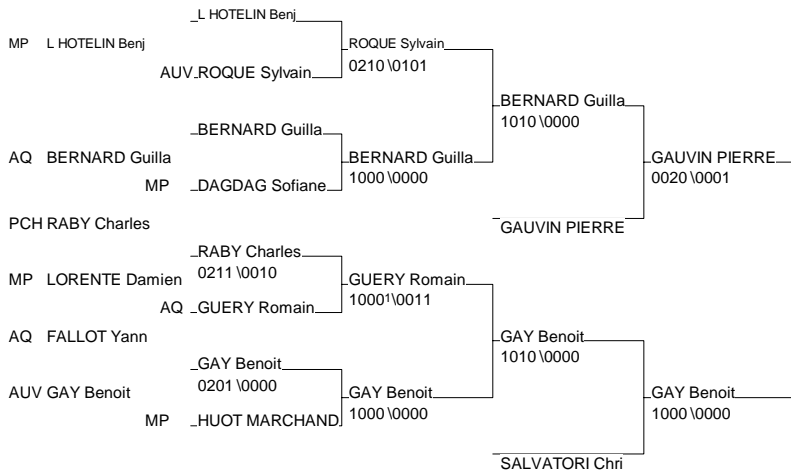 L HOTELIN Benj
MP L HOTELIN Benj
ROQUE Sylvain
0210\0101
AUV ROQUE Sylvain
BERNARD Guilla
1010\0000
BERNARD Guilla
AQ BERNARD Guilla
BERNARD Guilla
1000\0000
GAUVIN PIERRE
0020\0001
MP DAGDAG Sofiane
PCH RABY Charles
GAUVIN PIERRE
RABY Charles
0211\0010
MP LORENTE Damien
GUERY Romain
1000¹\0011
AQ GUERY Romain
AQ FALLOT Yann
GAY Benoit
1010\0000
GAY Benoit
0201\0000
AUV GAY Benoit
GAY Benoit
1000\0000
GAY Benoit
1000\0000
MP HUOT MARCHAND
SALVATORI Chri